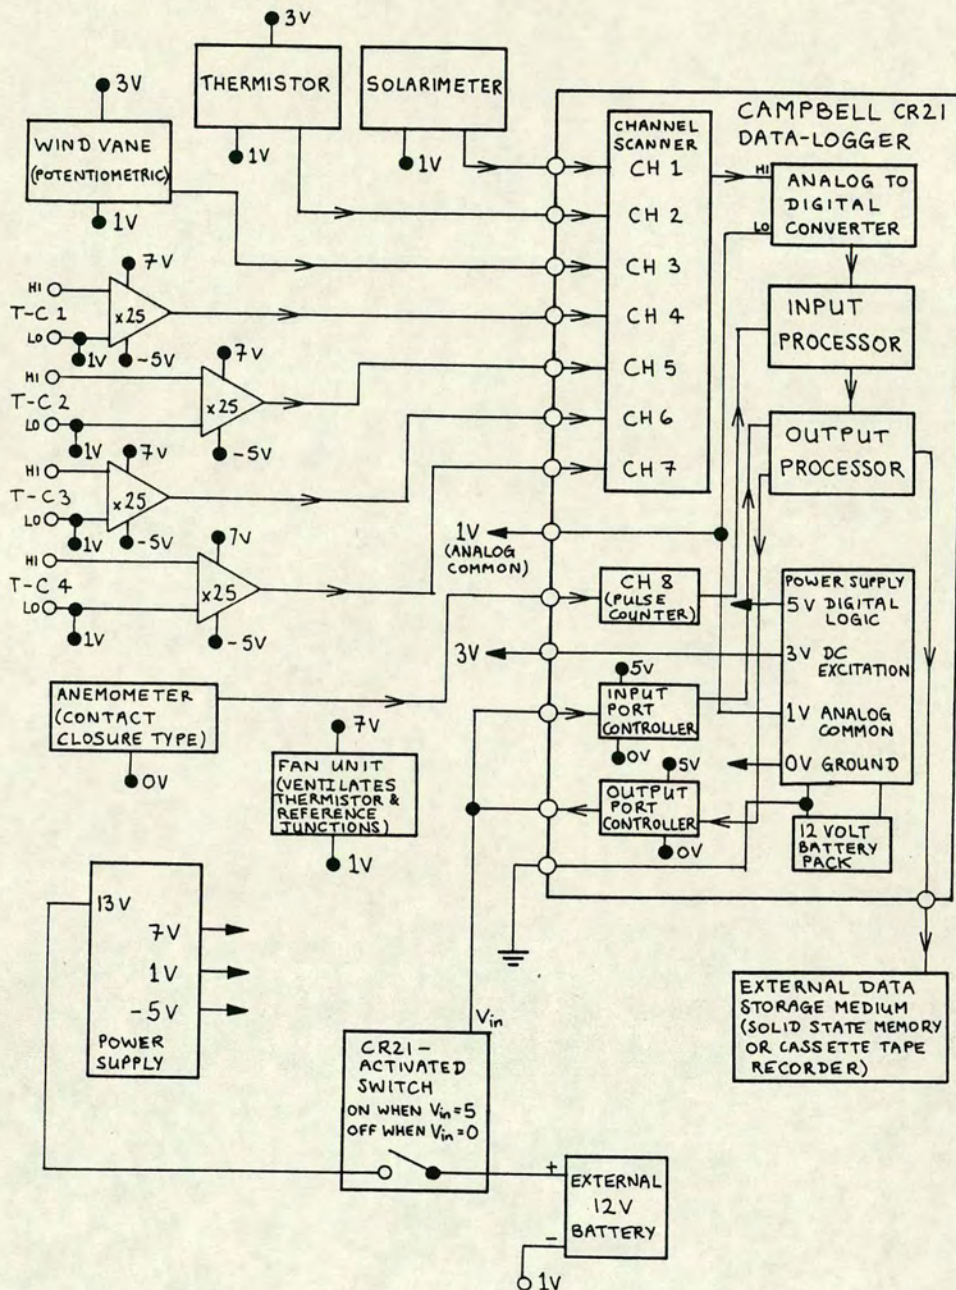 3V
THERMISTOR
1V
SOLARIMETER
1V
3V
WIND VANE
(POTENTIOMETRIC)
1V
CAMPBELL CR21
DATA-LOGGER
CHANNEL
SCANNER
CH 1
CH 2
CH 3
CH 4
CH 5
CH 6
CH 7
HI
LO
ANALOG TO
DIGITAL
CONVERTER
INPUT
PROCESSOR
OUTPUT
PROCESSOR
7V
HI
T-C 1
x25
LO
1V
-5V
7V
HI
T-C 2
x25
LO
1V
-5V
7V
HI
T-C3
x25
LO
1V
-5V
7V
HI
T-C 4
x25
LO
1V
-5V
1V
(ANALOG
COMMON)
CH 8
(PULSE
COUNTER)
POWER SUPPLY
5V DIGITAL
LOGIC
3V DC
EXCITATION
1V ANALOG
COMMON
0V GROUND
3V
5V
INPUT
PORT
CONTROLLER
0V
5V
OUTPUT
PORT
CONTROLLER
0V
12 VOLT
BATTERY
PACK
ANEMOMETER
(CONTACT
CLOSURE TYPE)
0V
7V
FAN UNIT
(VENTILATES
THERMISTOR &
REFERENCE
JUNCTIONS)
1V
13V
7V
1V
-5V
POWER
SUPPLY
Vin
CR21-
ACTIVATED
SWITCH
ON WHEN Vin=5
OFF WHEN Vin=0
EXTERNAL DATA
STORAGE MEDIUM
(SOLID STATE MEMORY
OR CASSETTE TAPE
RECORDER)
+
EXTERNAL
12V
BATTERY
-
1V